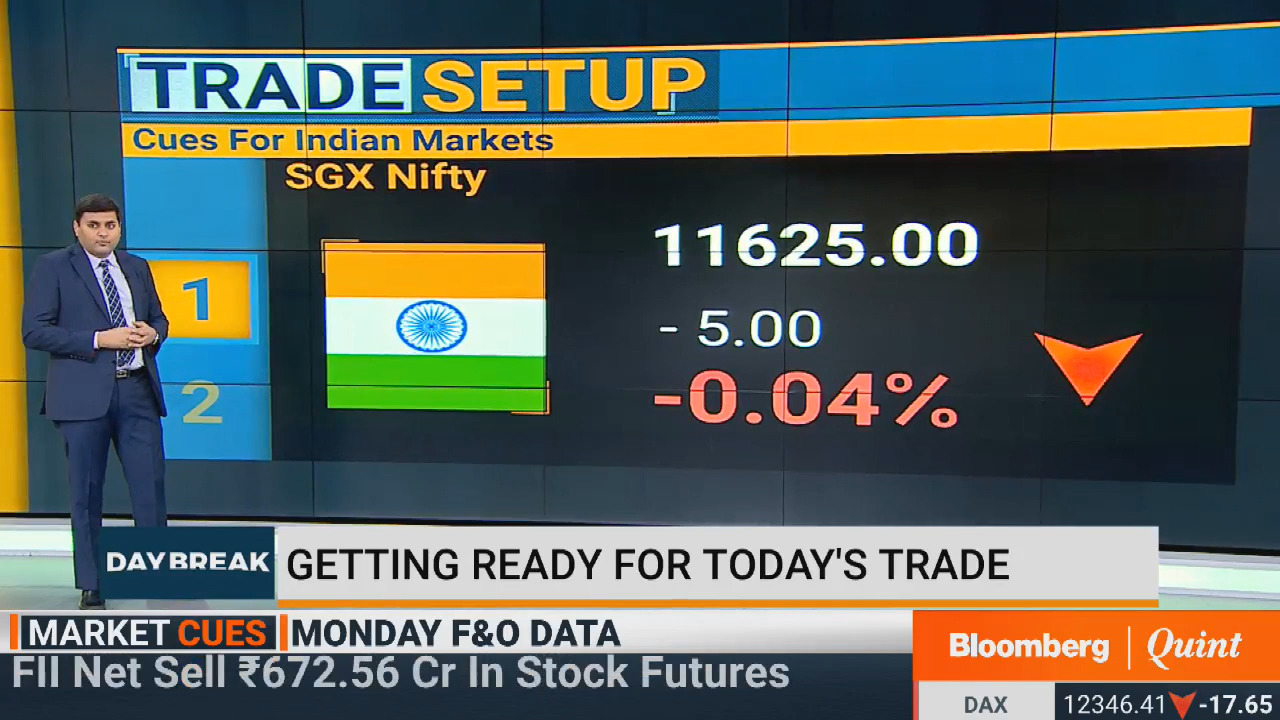 TRADE SETUP
Cues For Indian Markets
SGX Nifty
11625.00
1
- 5.00
2
-0.04%
DAYBREAK
GETTING READY FOR TODAY'S TRADE
MARKET CUES
MONDAY F&O DATA
FII Net Sell ₹672.56 Cr In Stock Futures
Bloomberg | Quint
DAX 12346.41 -17.65